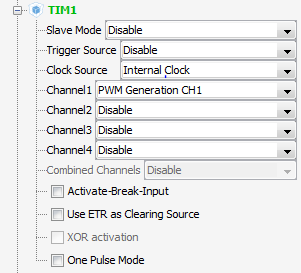 TIM1
Slave Mode Disable
Trigger Source Disable
Clock Source Internal Clock
Channel1 PWM Generation CH1
Channel2 Disable
Channel3 Disable
Channel4 Disable
Combined Channels Disable
Activate-Break-Input
Use ETR as Clearing Source
XOR activation
One Pulse Mode